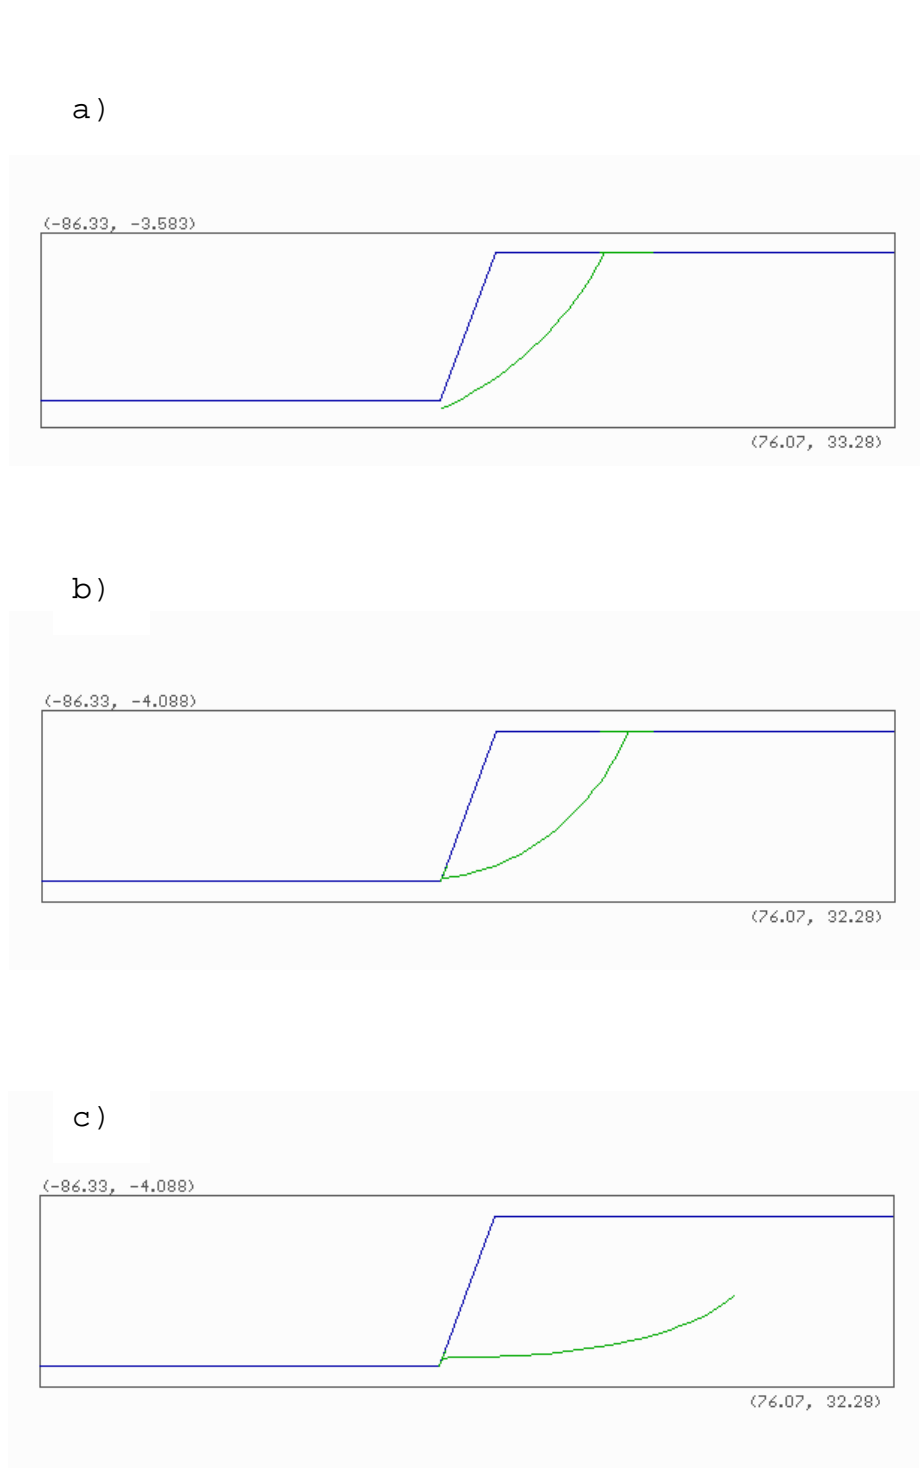 a)
(-86.33, -3.583)
(76.07, 33.28)
b)
(-86.33, -4.088)
(76.07, 32.28)
c)
(-86.33, -4.088)
(76.07, 32.28)